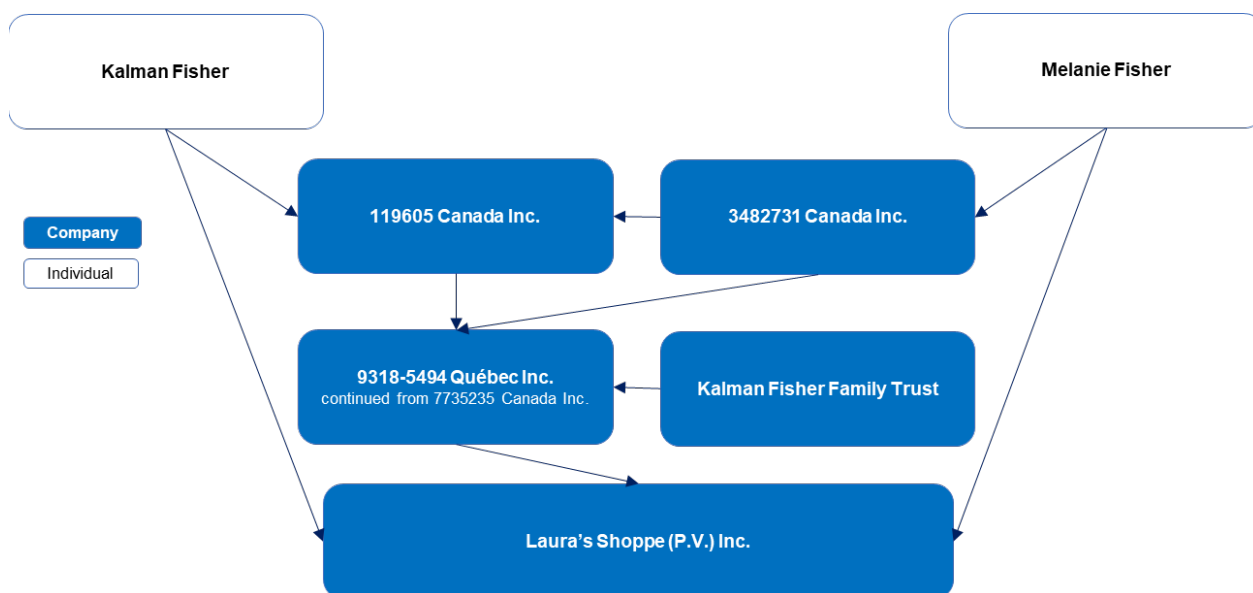 Kalman Fisher
Melanie Fisher
119605 Canada Inc.
3482731 Canada Inc.
Company
Individual
9318-5494 Québec Inc.
continued from 7735235 Canada Inc.
Kalman Fisher Family Trust
Laura’s Shoppe (P.V.) Inc.